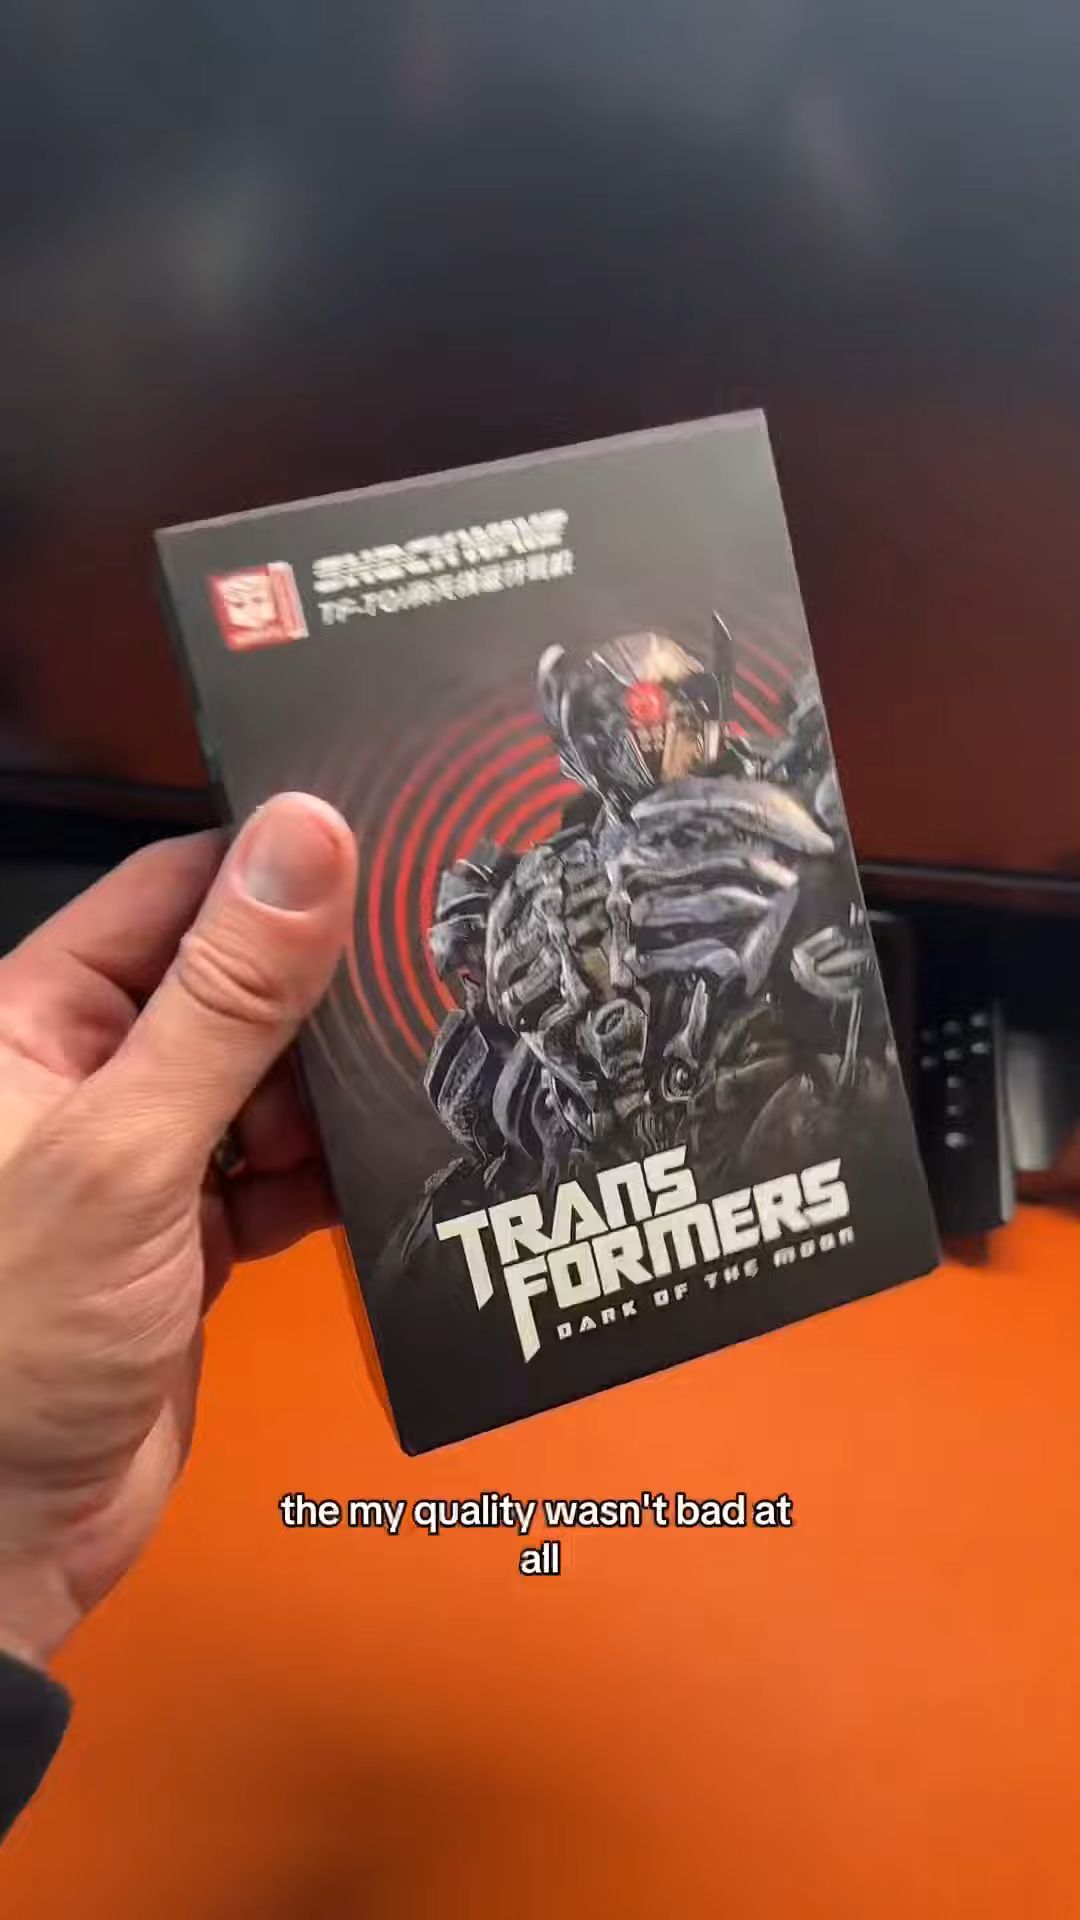 SHOCKWAVE
TRANS
FORMERS
DARK OF THE MOON
the my quality wasn't bad at
all